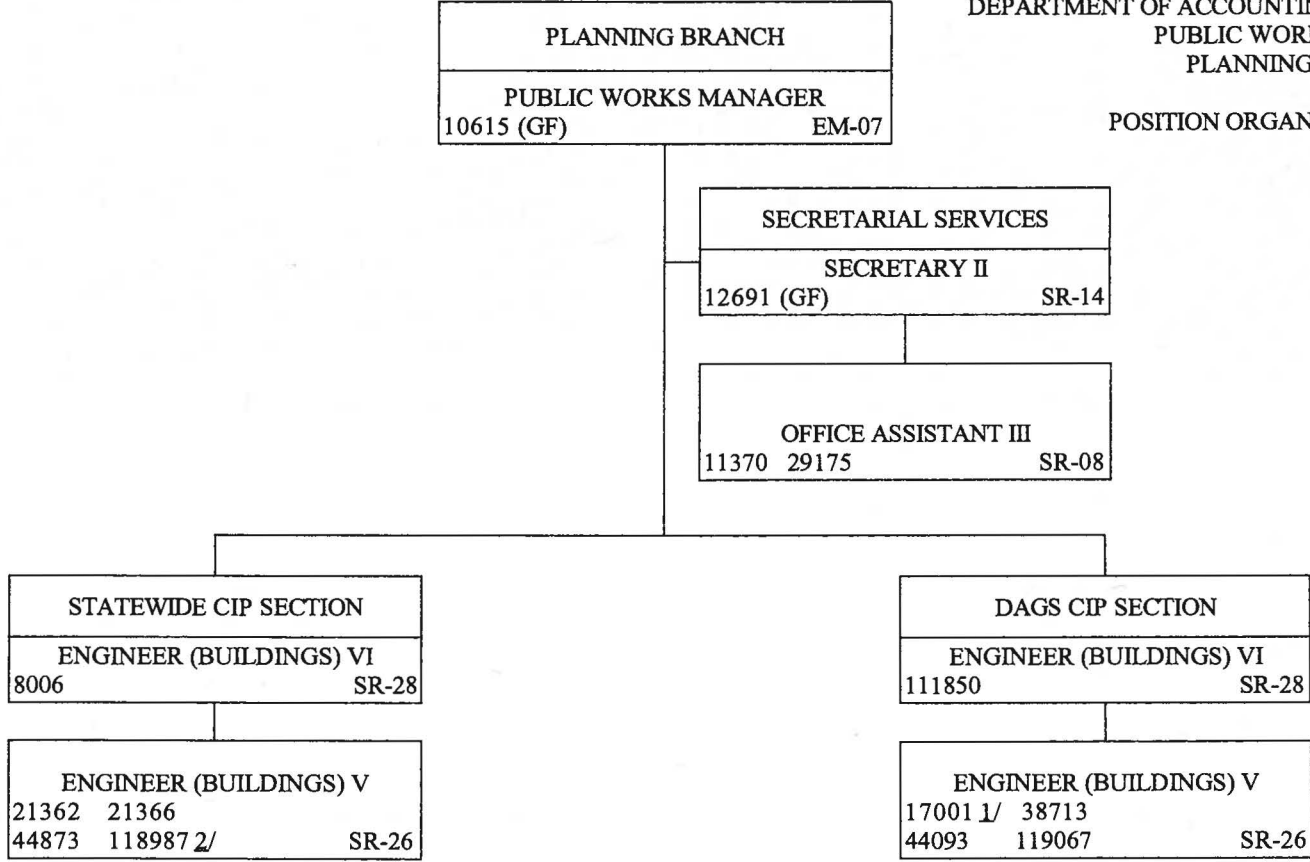 DEPARTMENT OF ACCOUNTIN
PUBLIC WOR
PLANNING
POSITION ORGAN
PLANNING BRANCH
PUBLIC WORKS MANAGER
10615 (GF) EM-07
SECRETARIAL SERVICES
SECRETARY II
12691 (GF) SR-14
OFFICE ASSISTANT III
11370 29175 SR-08
STATEWIDE CIP SECTION
ENGINEER (BUILDINGS) VI
8006 SR-28
ENGINEER (BUILDINGS) V
21362 21366
44873 118987 2/ SR-26
DAGS CIP SECTION
ENGINEER (BUILDINGS) VI
111850 SR-28
ENGINEER (BUILDINGS) V
17001 1/ 38713
44093 119067 SR-26